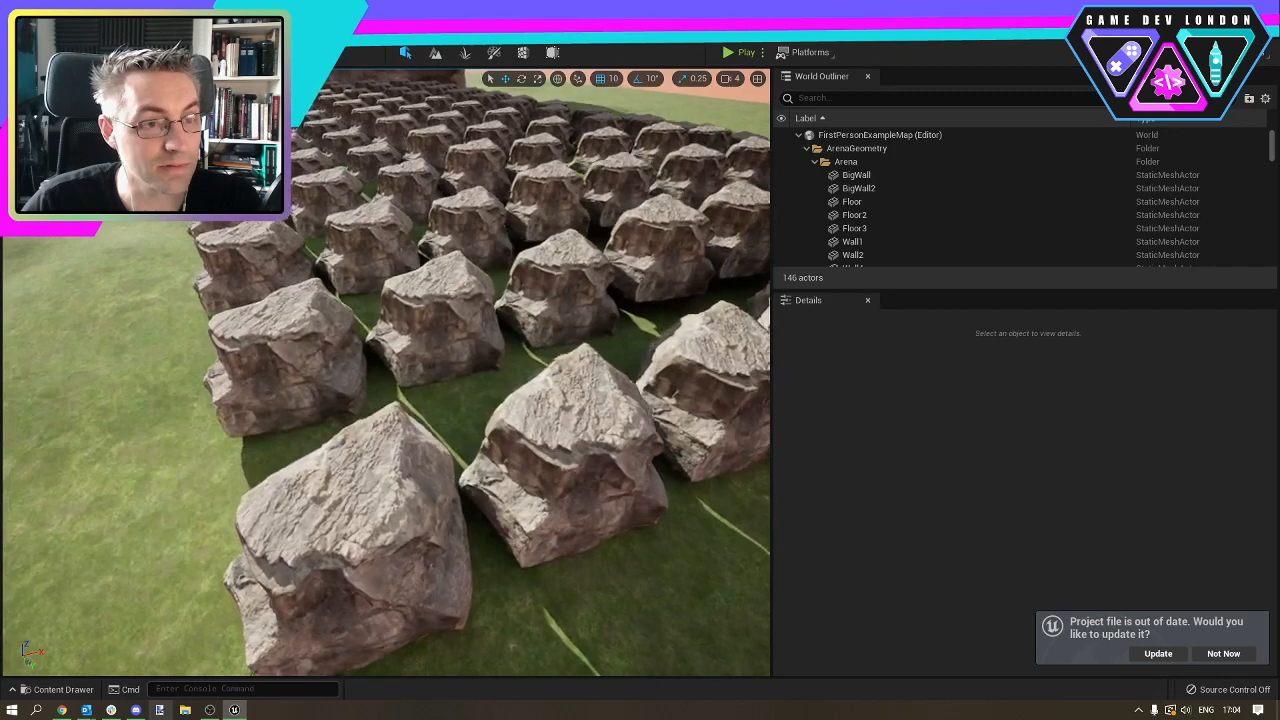 GAME DEV LONDON
Play
Platforms
10
10°
0.25
4
World Outliner
Search...
Label
FirstPersonExampleMap (Editor)
World
ArenaGeometry
Folder
Arena
Folder
BigWall
StaticMeshActor
BigWall2
StaticMeshActor
Floor
StaticMeshActor
Floor2
StaticMeshActor
Floor3
StaticMeshActor
Wall1
StaticMeshActor
Wall2
StaticMeshActor
146 actors
Details
Select an object to view details.
Project file is out of date. Would you
like to update it?
Update
Not Now
Z
X
Content Drawer
Cmd
Enter Console Command
Source Control Off
ENG
17:04